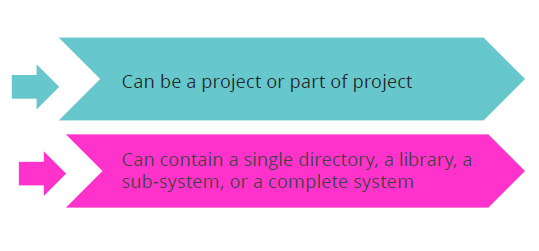 Can be a project or part of project
Can contain a single directory, a library, a
sub-system, or a complete system